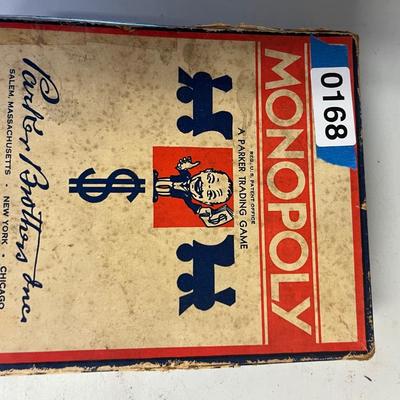 0168
MONOPOLY
REG. U. S. PATENT OFFICE
A PARKER TRADING GAME
$
Parker Brothers Inc.
SALEM, MASSACHUSETTS • NEW YORK • CHICAGO